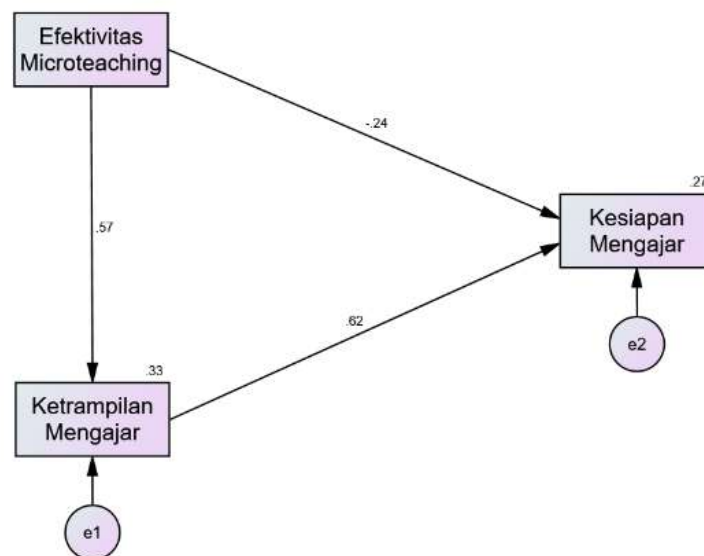 Efektivitas
Microteaching
-.24
.27
Kesiapan
Mengajar
.57
.62
e2
.33
Ketrampilan
Mengajar
e1